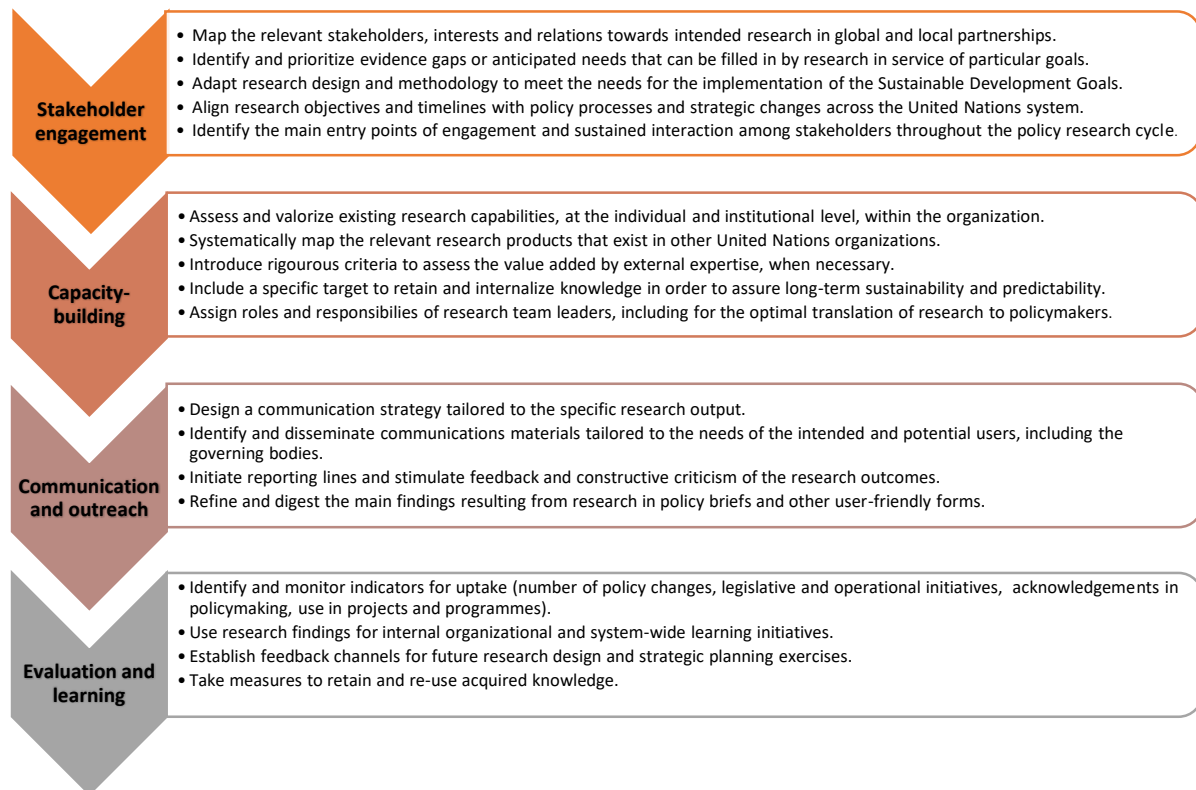 Stakeholder
engagement
• Map the relevant stakeholders, interests and relations towards intended research in global and local partnerships.
• Identify and prioritize evidence gaps or anticipated needs that can be filled in by research in service of particular goals.
• Adapt research design and methodology to meet the needs for the implementation of the Sustainable Development Goals.
• Align research objectives and timelines with policy processes and strategic changes across the United Nations system.
• Identify the main entry points of engagement and sustained interaction among stakeholders throughout the policy research cycle.
Capacity-
building
• Assess and valorize existing research capabilities, at the individual and institutional level, within the organization.
• Systematically map the relevant research products that exist in other United Nations organizations.
• Introduce rigourous criteria to assess the value added by external expertise, when necessary.
• Include a specific target to retain and internalize knowledge in order to assure long-term sustainability and predictability.
• Assign roles and responsibilies of research team leaders, including for the optimal translation of research to policymakers.
Communication
and outreach
• Design a communication strategy tailored to the specific research output.
• Identify and disseminate communications materials tailored to the needs of the intended and potential users, including the
governing bodies.
• Initiate reporting lines and stimulate feedback and constructive criticism of the research outcomes.
• Refine and digest the main findings resulting from research in policy briefs and other user-friendly forms.
Evaluation and
learning
• Identify and monitor indicators for uptake (number of policy changes, legislative and operational initiatives, acknowledgements in
policymaking, use in projects and programmes).
• Use research findings for internal organizational and system-wide learning initiatives.
• Establish feedback channels for future research design and strategic planning exercises.
• Take measures to retain and re-use acquired knowledge.